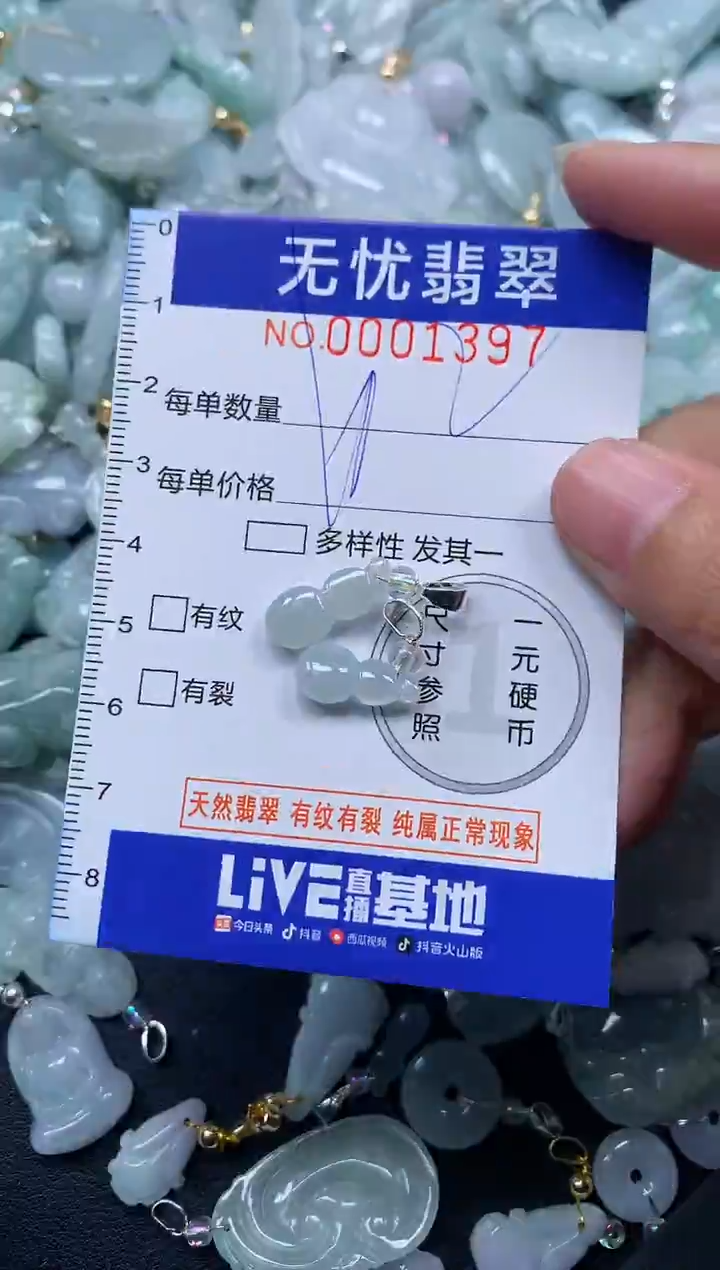 0
无忧翡翠
1
NO.0001397
2
每单数量
3
每单价格
4
多样性 发其一
5
有纹
6
有裂
尺寸参照
一元硬币
1
7
天然翡翠 有纹有裂 纯属正常现象
8
LiVE直播基地
头条 今日头条 抖音 西瓜视频 抖音火山版